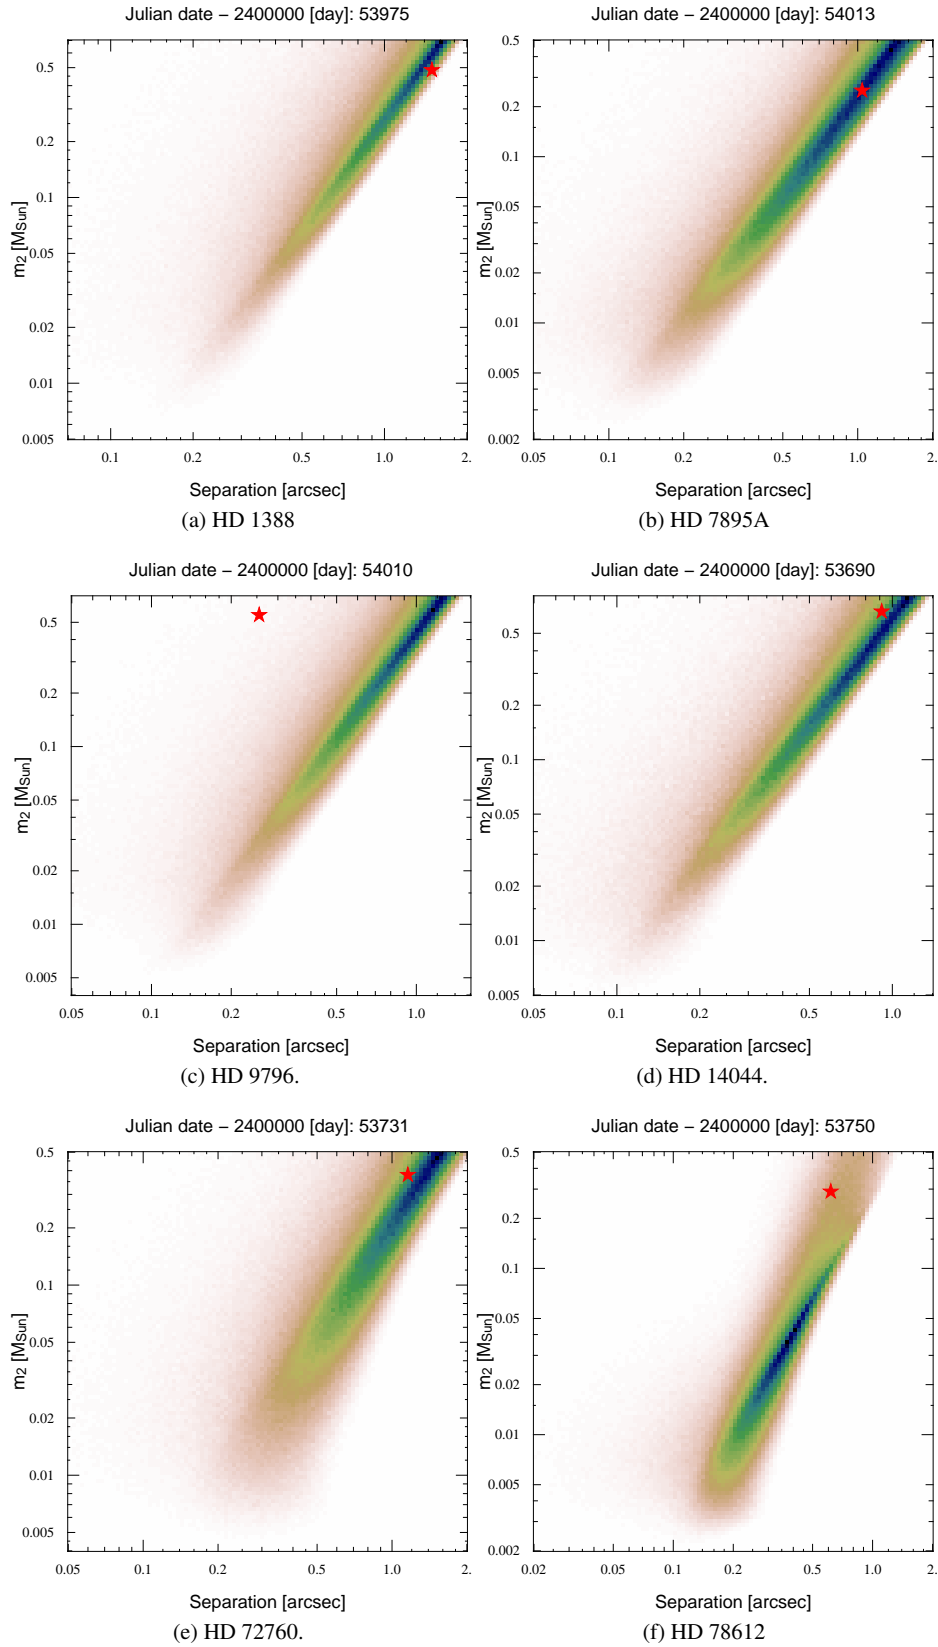 Julian date − 2400000 [day]: 53975
0.5
0.2
0.1
0.05
0.02
0.01
0.005
m2 [MSun]
0.1 0.2 0.5 1.0 2.
Separation [arcsec]
(a) HD 1388
Julian date − 2400000 [day]: 54013
0.5
0.2
0.1
0.05
0.02
0.01
0.005
0.002
m2 [MSun]
0.05 0.1 0.2 0.5 1.0 2.
Separation [arcsec]
(b) HD 7895A
Julian date − 2400000 [day]: 54010
0.5
0.2
0.1
0.05
0.02
0.01
0.005
m2 [MSun]
0.05 0.1 0.2 0.5 1.0
Separation [arcsec]
(c) HD 9796.
Julian date − 2400000 [day]: 53690
0.5
0.2
0.1
0.05
0.02
0.01
0.005
m2 [MSun]
0.05 0.1 0.2 0.5 1.0
Separation [arcsec]
(d) HD 14044.
Julian date − 2400000 [day]: 53731
0.5
0.2
0.1
0.05
0.02
0.01
0.005
m2 [MSun]
0.05 0.1 0.2 0.5 1.0 2.
Separation [arcsec]
(e) HD 72760.
Julian date − 2400000 [day]: 53750
0.5
0.2
0.1
0.05
0.02
0.01
0.005
0.002
m2 [MSun]
0.02 0.05 0.1 0.2 0.5 1.0 2.
Separation [arcsec]
(f) HD 78612